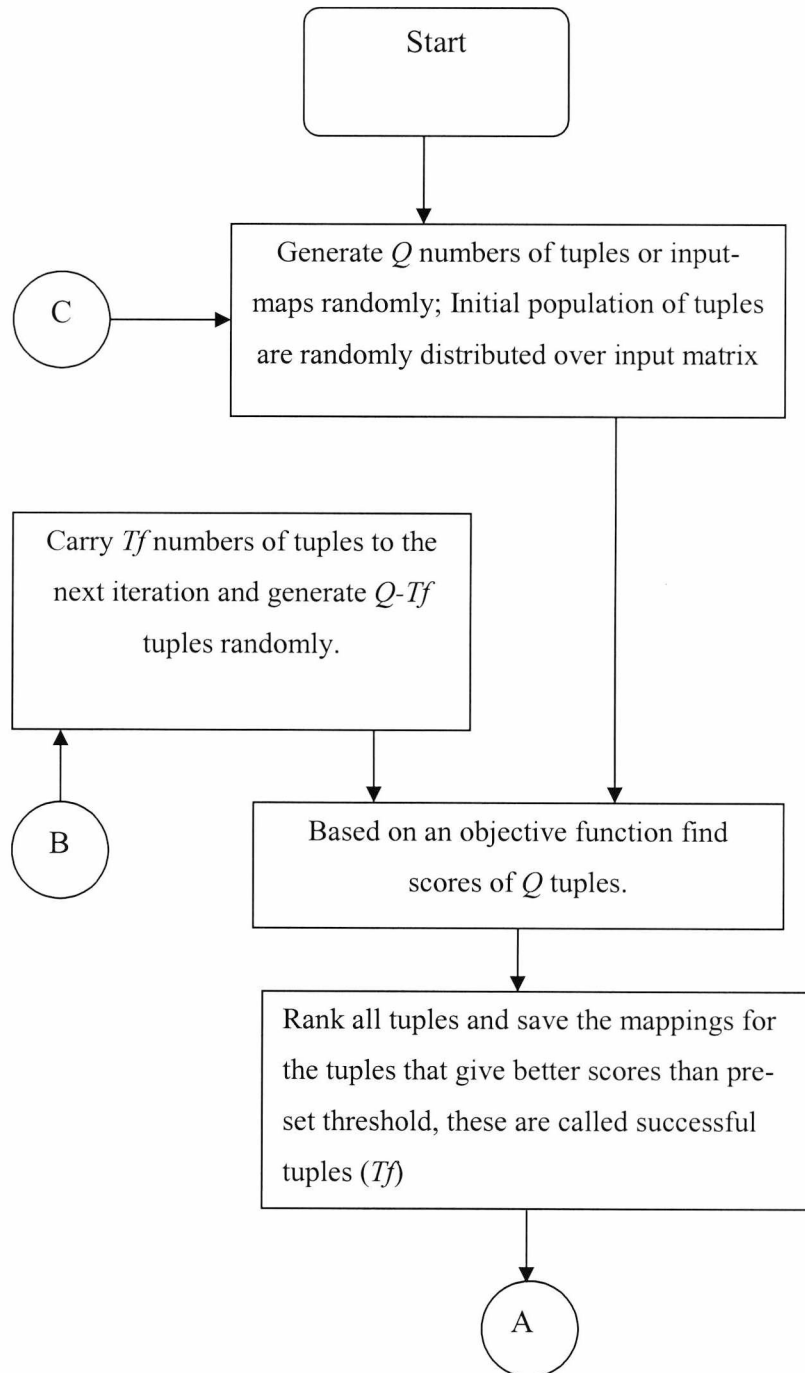 Start
Generate Q numbers of tuples or input-
maps randomly; Initial population of tuples
are randomly distributed over input matrix
C
Carry Tf numbers of tuples to the
next iteration and generate Q-Tf
tuples randomly.
B
Based on an objective function find
scores of Q tuples.
Rank all tuples and save the mappings for
the tuples that give better scores than pre-
set threshold, these are called successful
tuples (Tf)
A